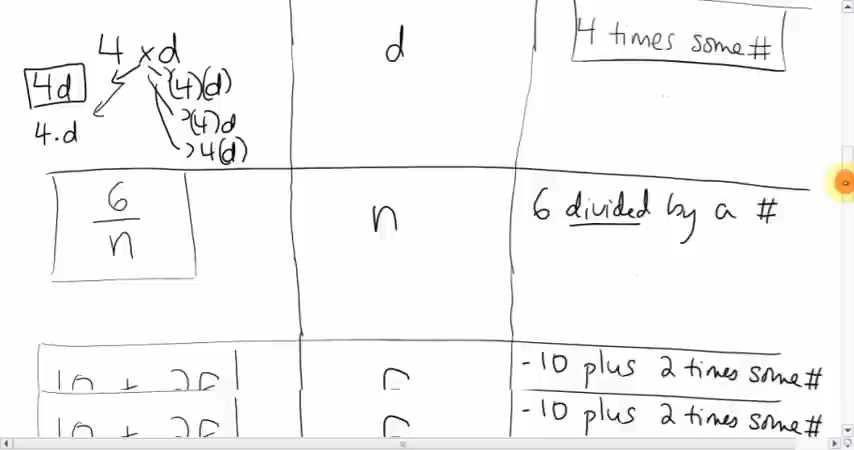 4 × d
d
4 times some #
4d
(4)(d)
4·d
(4)d
4(d)
6
n
n
6 divided by a #
-10 plus 2 times some #
-10 plus 2 times some #